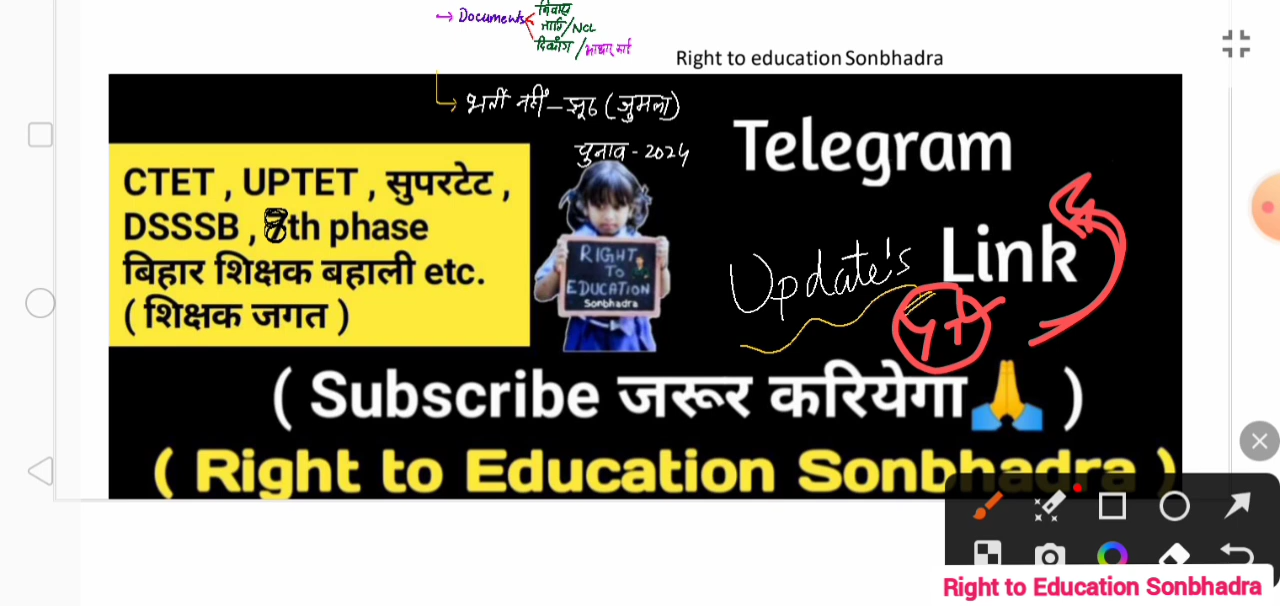 → Documents
निवास
जाति/NCL
दिव्यांग/आधार कार्ड
Right to education Sonbhadra
→ भर्ती नहीं – झूठ (जुमला)
चुनाव - 2024
Telegram
Link
CTET , UPTET , सुपरटेट ,
DSSSB , 8th phase
बिहार शिक्षक बहाली etc.
( शिक्षक जगत )
RIGHT
TO
EDUCATION
Sonbhadra
Update's
( Subscribe जरूर करियेगा🙏 )
( Right to Education Sonbhadra )
Right to Education Sonbhadra